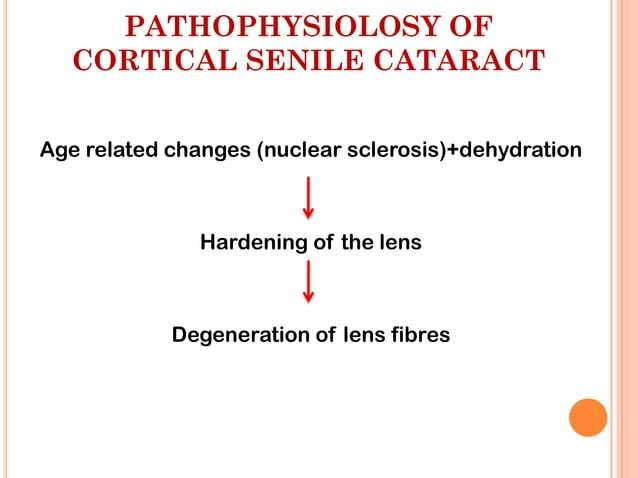 PATHOPHYSIOLOSY OF
CORTICAL SENILE CATARACT
Age related changes (nuclear sclerosis)+dehydration
Hardening of the lens
Degeneration of lens fibres